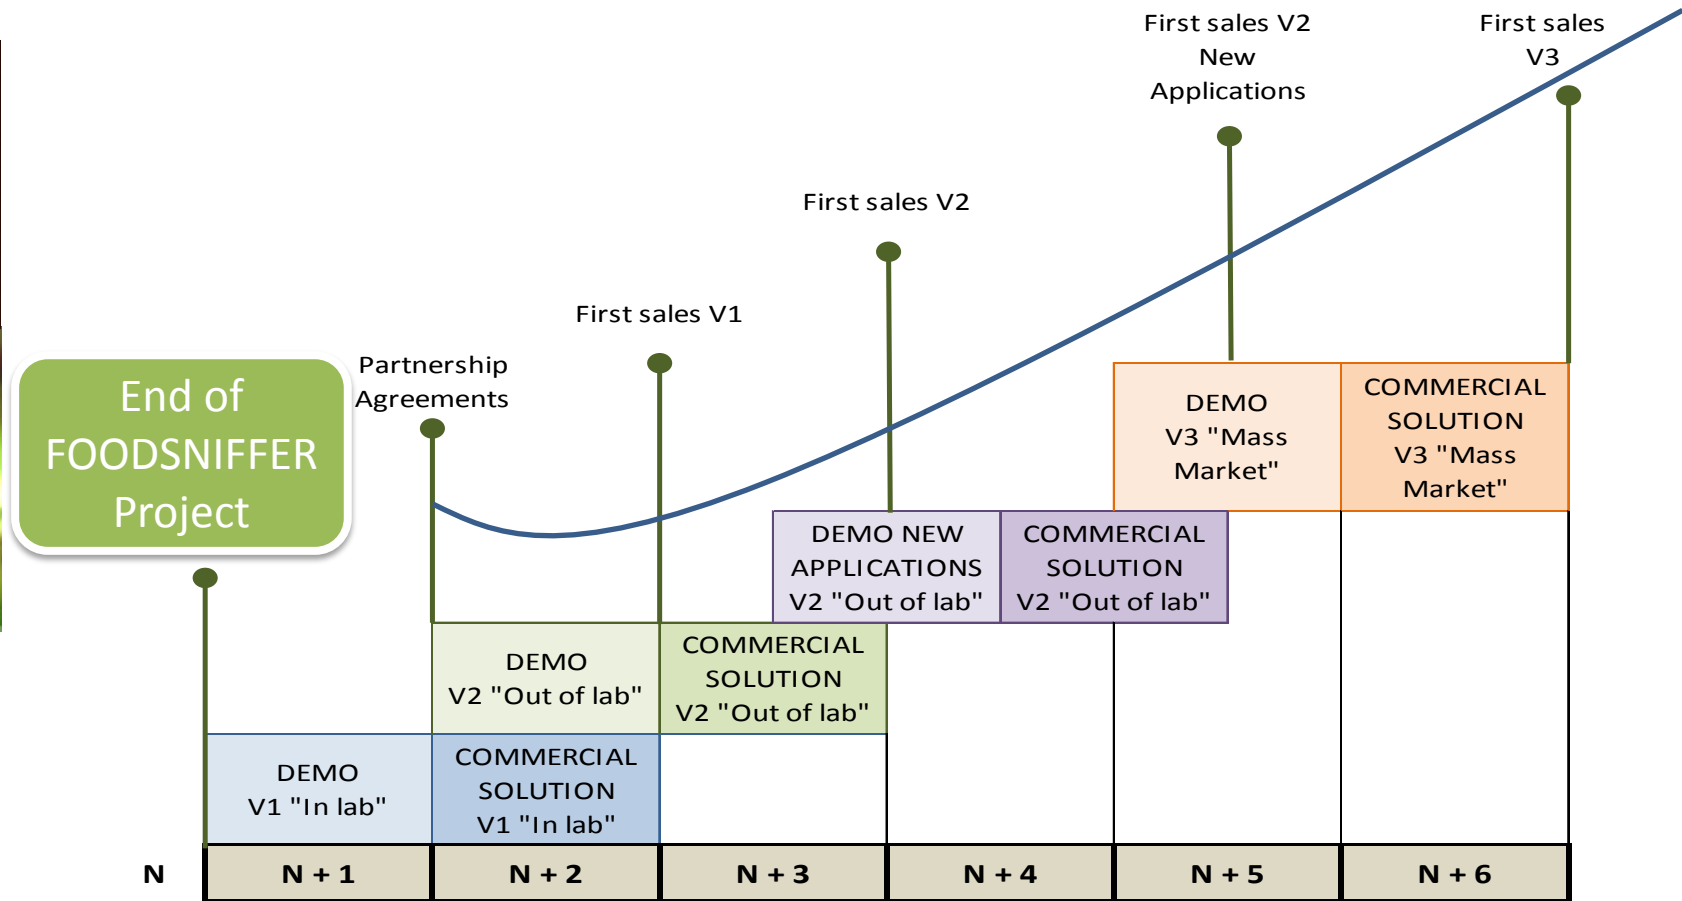 First sales V2
New
Applications
First sales
V3
First sales V2
First sales V1
Partnership
Agreements
End of
FOODSNIFFER
Project
DEMO
V3 "Mass
Market"
COMMERCIAL
SOLUTION
V3 "Mass
Market"
DEMO NEW
APPLICATIONS
V2 "Out of lab"
COMMERCIAL
SOLUTION
V2 "Out of lab"
DEMO
V2 "Out of lab"
COMMERCIAL
SOLUTION
V2 "Out of lab"
DEMO
V1 "In lab"
COMMERCIAL
SOLUTION
V1 "In lab"
N
N + 1
N + 2
N + 3
N + 4
N + 5
N + 6